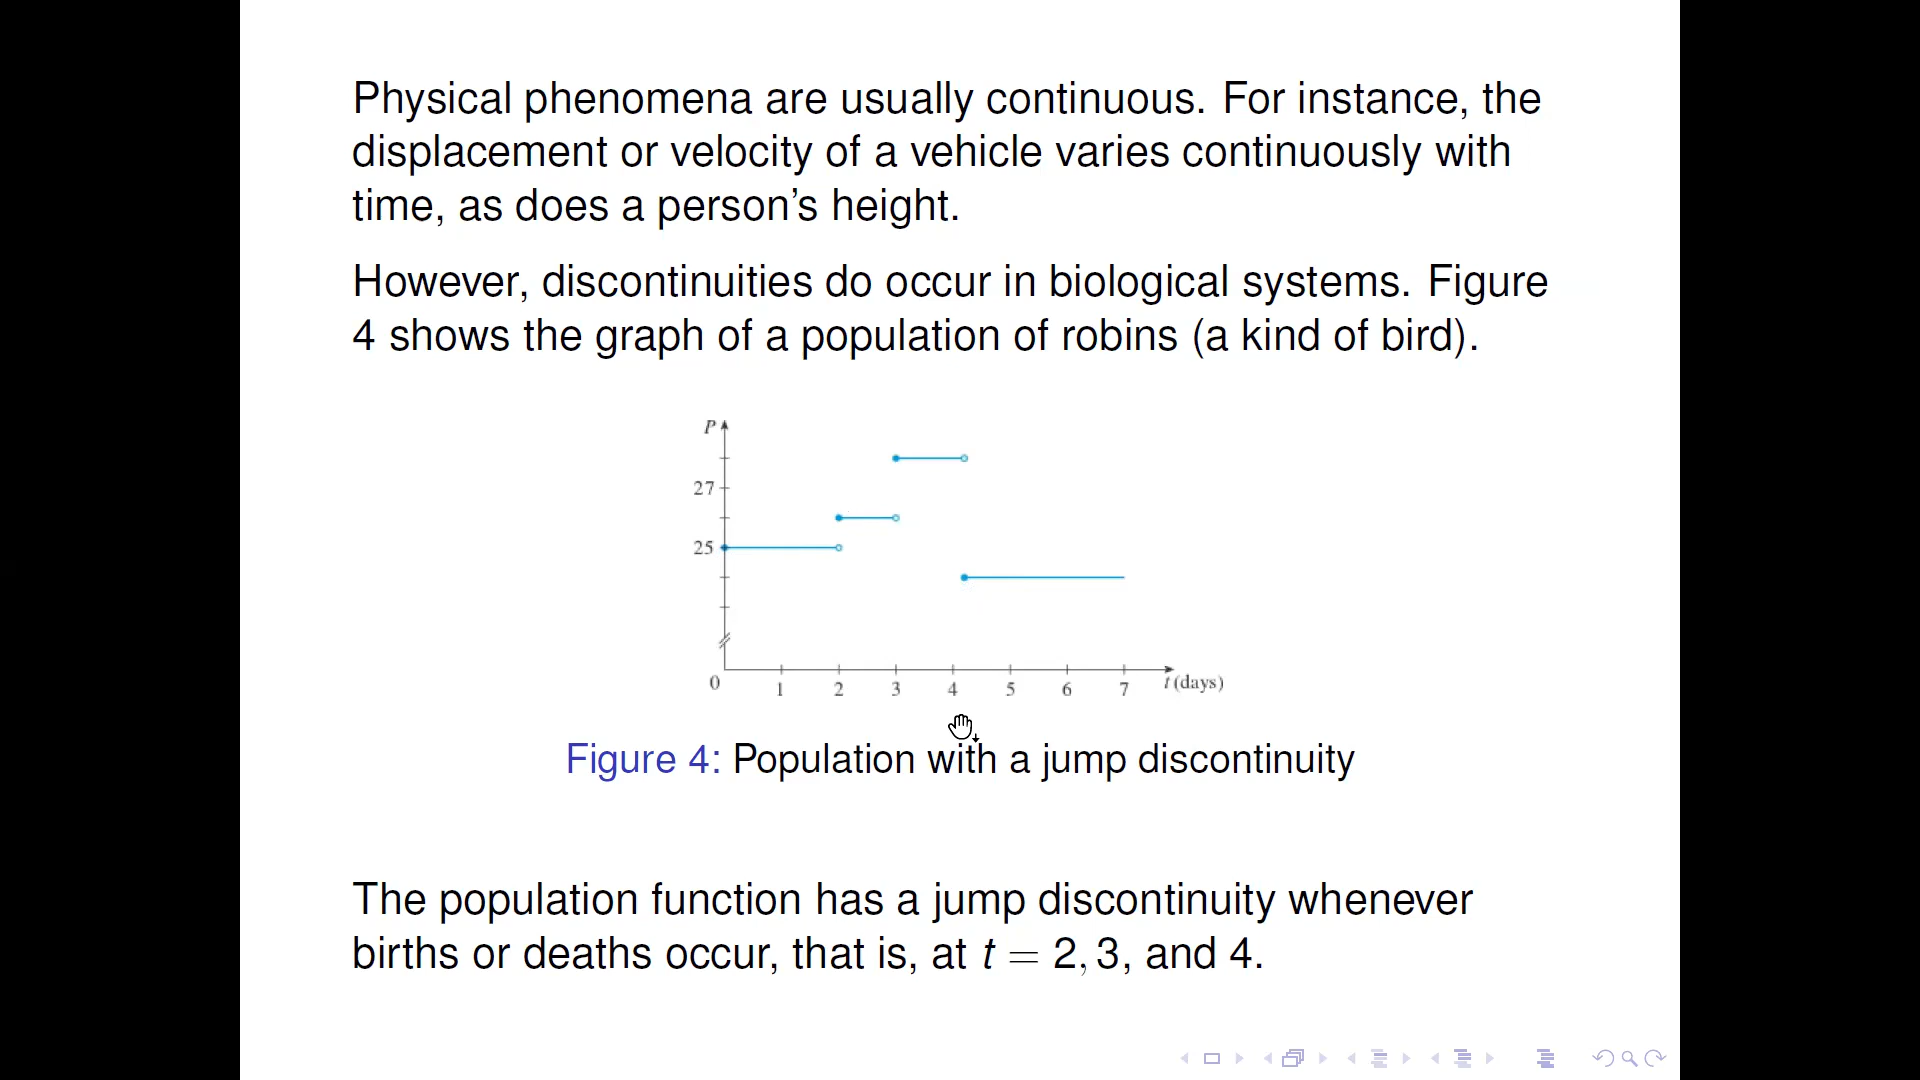 Physical phenomena are usually continuous. For instance, the
displacement or velocity of a vehicle varies continuously with
time, as does a person’s height.
However, discontinuities do occur in biological systems. Figure
4 shows the graph of a population of robins (a kind of bird).
P
27
25
0 1 2 3 4 5 6 7 t (days)
Figure 4: Population with a jump discontinuity
The population function has a jump discontinuity whenever
births or deaths occur, that is, at t = 2, 3, and 4.